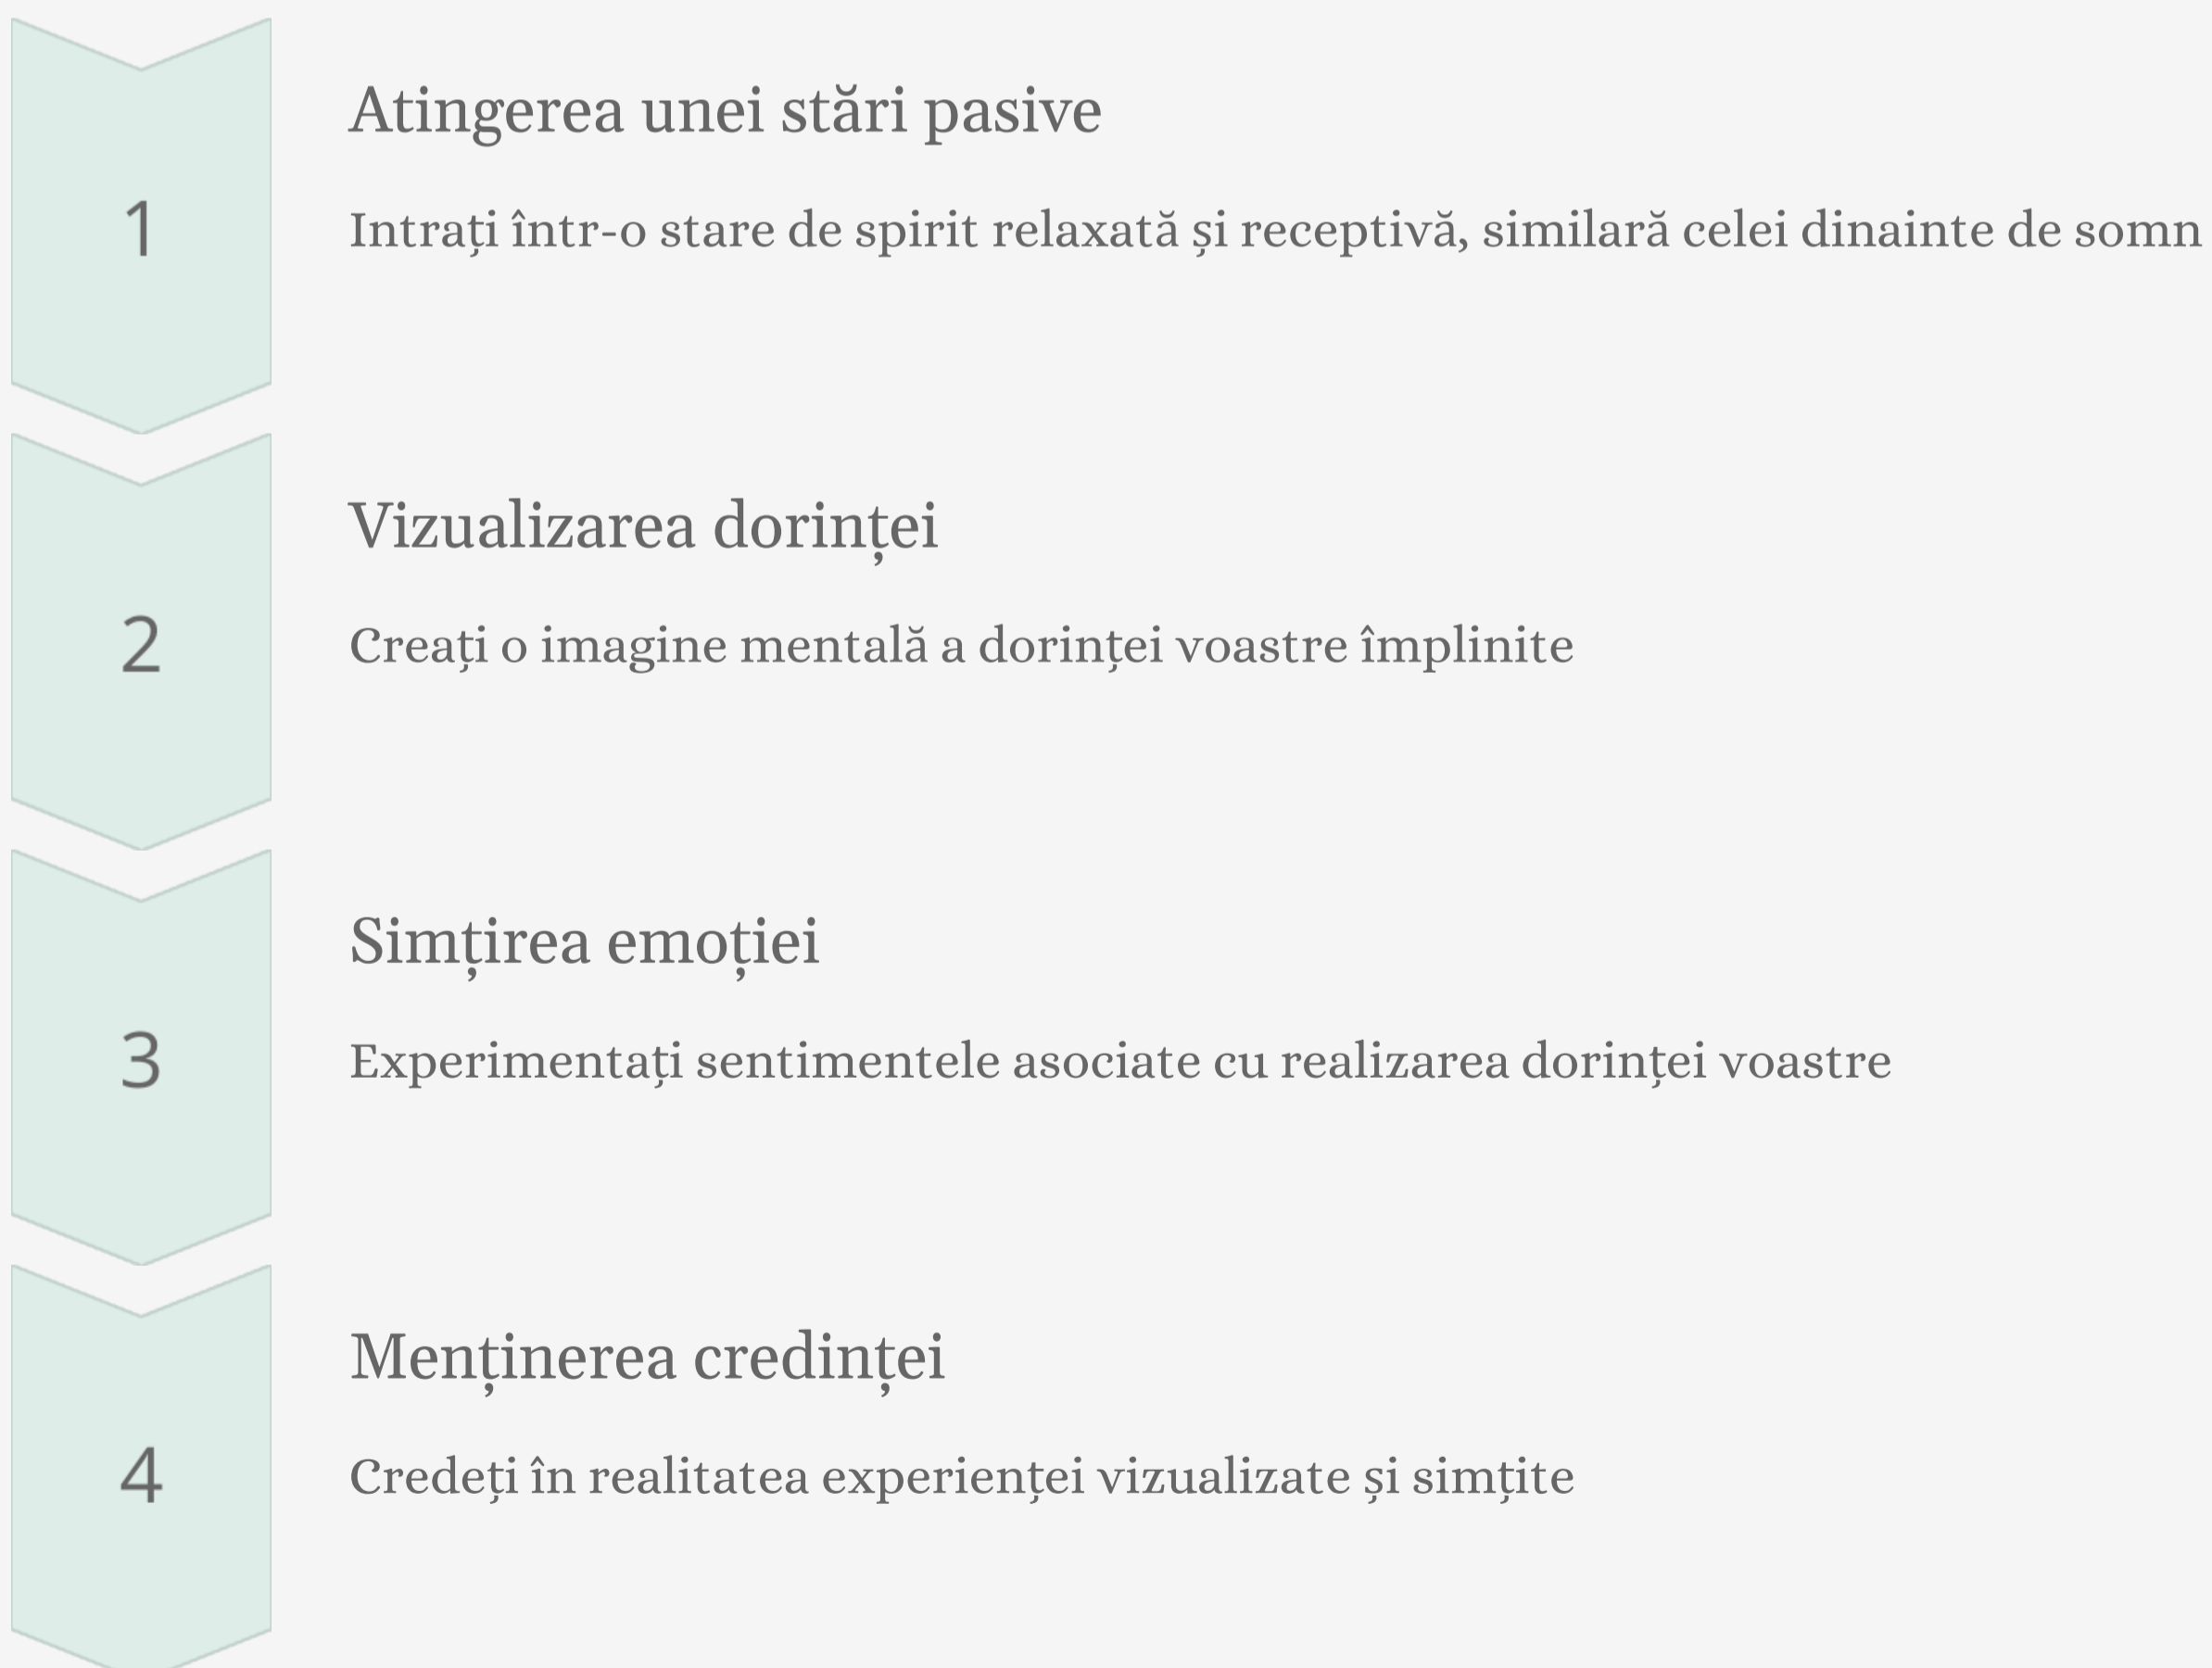 1
Atingerea unei stări pasive
Intrați într-o stare de spirit relaxată și receptivă, similară celei dinainte de somn
2
Vizualizarea dorinței
Creați o imagine mentală a dorinței voastre împlinite
3
Simțirea emoției
Experimentați sentimentele asociate cu realizarea dorinței voastre
4
Menținerea credinței
Credeți în realitatea experienței vizualizate și simțite